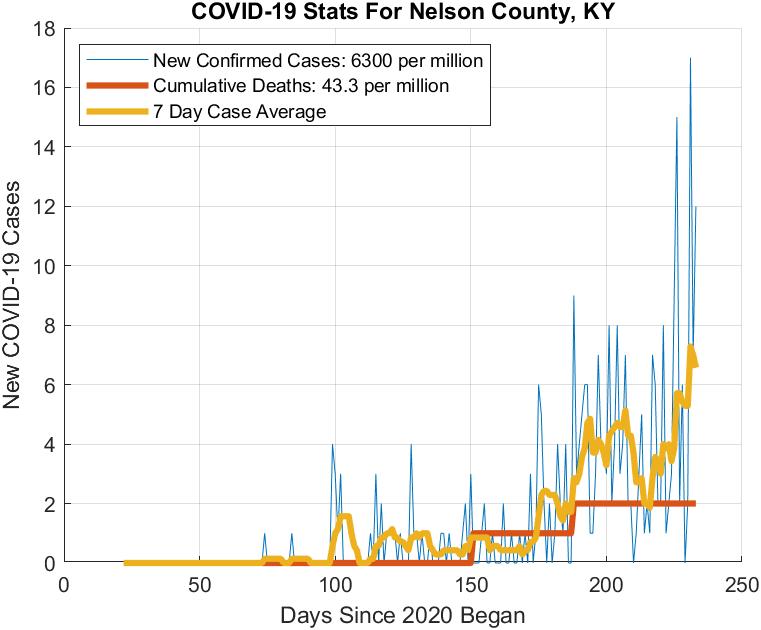 COVID-19 Stats For Nelson County, KY
New Confirmed Cases: 6300 per million
Cumulative Deaths: 43.3 per million
7 Day Case Average
New COVID-19 Cases
18
16
14
12
10
8
6
4
2
0
0 50 100 150 200 250
Days Since 2020 Began